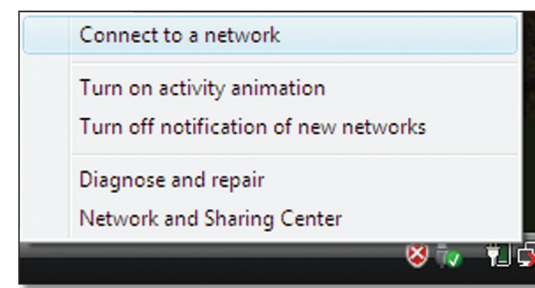 Connect to a network
Turn on activity animation
Turn off notification of new networks
Diagnose and repair
Network and Sharing Center